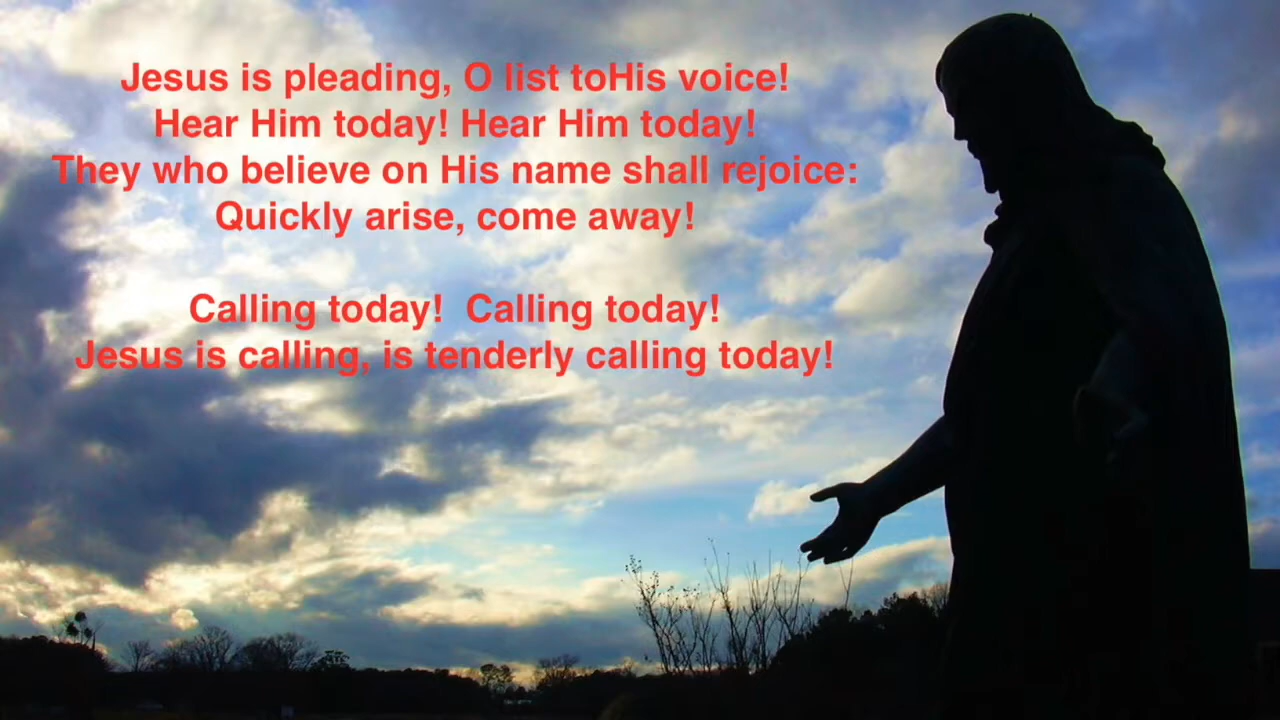 Jesus is pleading, O list toHis voice!
Hear Him today! Hear Him today!
They who believe on His name shall rejoice:
Quickly arise, come away!
Calling today!  Calling today!
Jesus is calling, is tenderly calling today!